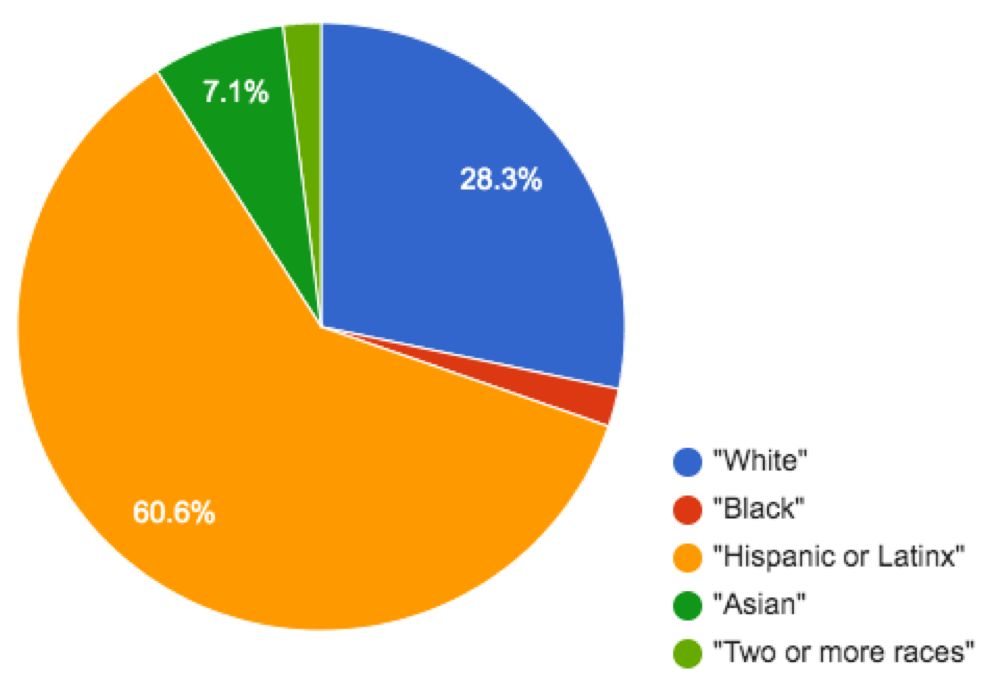 7.1%
28.3%
60.6%
"White"
"Black"
"Hispanic or Latinx"
"Asian"
"Two or more races"